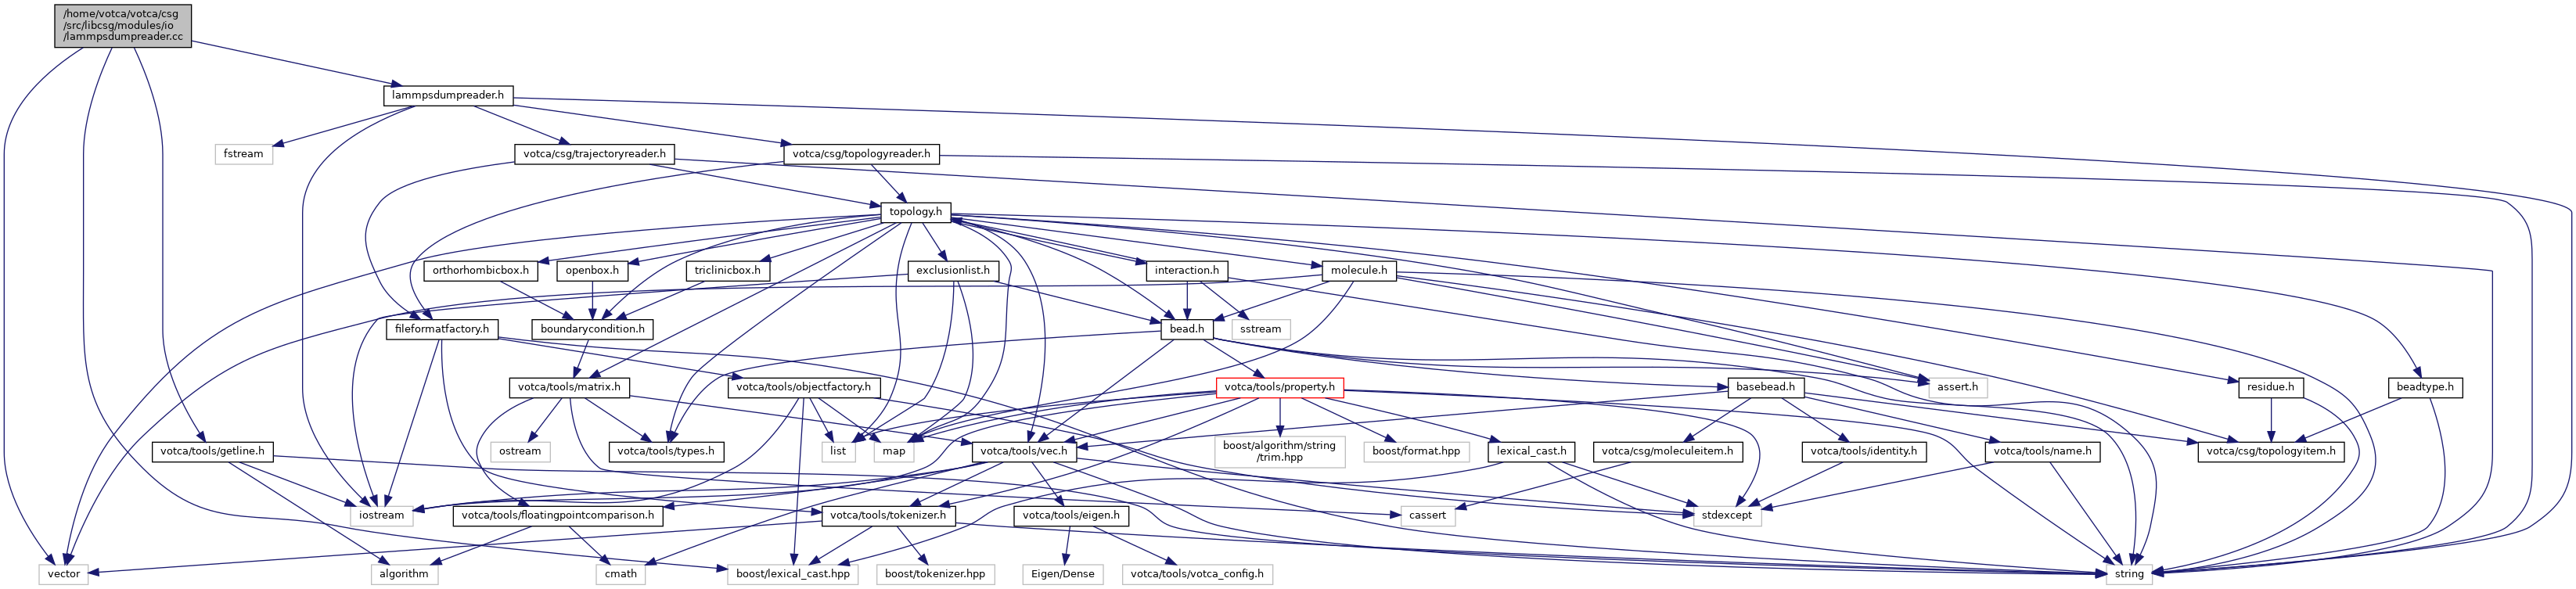 /home/votca/votca/csg
/src/libcsg/modules/io
/lammpsdumpreader.cc
lammpsdumpreader.h
fstream
votca/csg/trajectoryreader.h
votca/csg/topologyreader.h
topology.h
orthorhombicbox.h
openbox.h
triclinicbox.h
exclusionlist.h
interaction.h
molecule.h
fileformatfactory.h
boundarycondition.h
bead.h
sstream
votca/tools/matrix.h
votca/tools/objectfactory.h
votca/tools/property.h
basebead.h
assert.h
residue.h
beadtype.h
votca/tools/getline.h
ostream
votca/tools/types.h
list
map
votca/tools/vec.h
boost/algorithm/string
/trim.hpp
boost/format.hpp
lexical_cast.h
votca/csg/moleculeitem.h
votca/tools/identity.h
votca/tools/name.h
votca/csg/topologyitem.h
iostream
votca/tools/floatingpointcomparison.h
votca/tools/tokenizer.h
votca/tools/eigen.h
cassert
stdexcept
vector
algorithm
cmath
boost/lexical_cast.hpp
boost/tokenizer.hpp
Eigen/Dense
votca/tools/votca_config.h
string